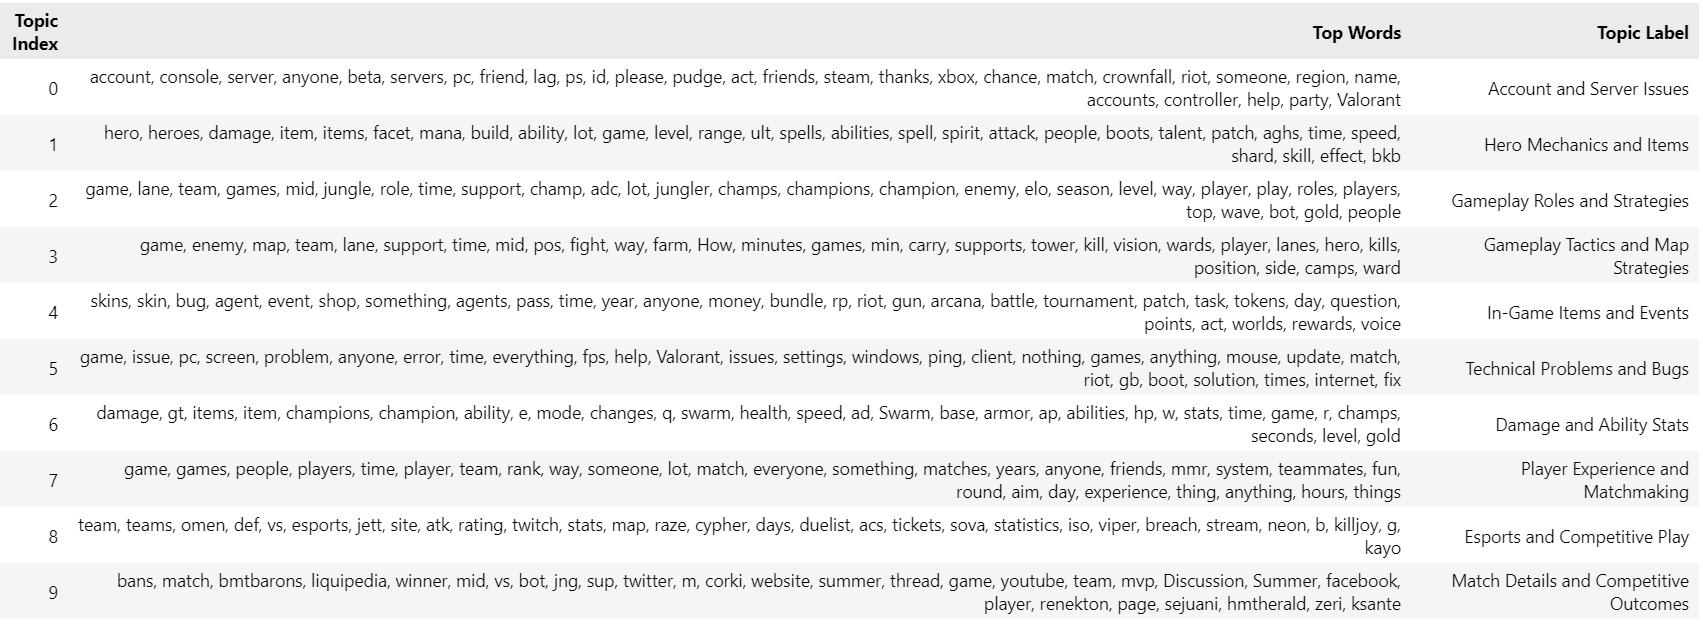 Topic Index Top Words Topic Label
0 account, console, server, anyone, beta, servers, pc, friend, lag, ps, id, please, pudge, act, friends, steam, thanks, xbox, chance, match, crownfall, riot, someone, region, name,
accounts, controller, help, party, Valorant Account and Server Issues
1 hero, heroes, damage, item, items, facet, mana, build, ability, lot, game, level, range, ult, spells, abilities, spell, spirit, attack, people, boots, talent, patch, aghs, time, speed,
shard, skill, effect, bkb Hero Mechanics and Items
2 game, lane, team, games, mid, jungle, role, time, support, champ, adc, lot, jungler, champs, champions, champion, enemy, elo, season, level, way, player, play, roles, players,
top, wave, bot, gold, people Gameplay Roles and Strategies
3 game, enemy, map, team, lane, support, time, mid, pos, fight, way, farm, How, minutes, games, min, carry, supports, tower, kill, vision, wards, player, lanes, hero, kills,
position, side, camps, ward Gameplay Tactics and Map Strategies
4 skins, skin, bug, agent, event, shop, something, agents, pass, time, year, anyone, money, bundle, rp, riot, gun, arcana, battle, tournament, patch, task, tokens, day, question,
points, act, worlds, rewards, voice In-Game Items and Events
5 game, issue, pc, screen, problem, anyone, error, time, everything, fps, help, Valorant, issues, settings, windows, ping, client, nothing, games, anything, mouse, update, match,
riot, gb, boot, solution, times, internet, fix Technical Problems and Bugs
6 damage, gt, items, item, champions, champion, ability, e, mode, changes, q, swarm, health, speed, ad, Swarm, base, armor, ap, abilities, hp, w, stats, time, game, r, champs,
seconds, level, gold Damage and Ability Stats
7 game, games, people, players, time, player, team, rank, way, someone, lot, match, everyone, something, matches, years, anyone, friends, mmr, system, teammates, fun,
round, aim, day, experience, thing, anything, hours, things Player Experience and Matchmaking
8 team, teams, omen, def, vs, esports, jett, site, atk, rating, twitch, stats, map, raze, cypher, days, duelist, acs, tickets, sova, statistics, iso, viper, breach, stream, neon, b, killjoy, g,
kayo Esports and Competitive Play
9 bans, match, bmtbarons, liquipedia, winner, mid, vs, bot, jng, sup, twitter, m, corki, website, summer, thread, game, youtube, team, mvp, Discussion, Summer, facebook,
player, renekton, page, sejuani, hmtherald, zeri, ksante Match Details and Competitive Outcomes